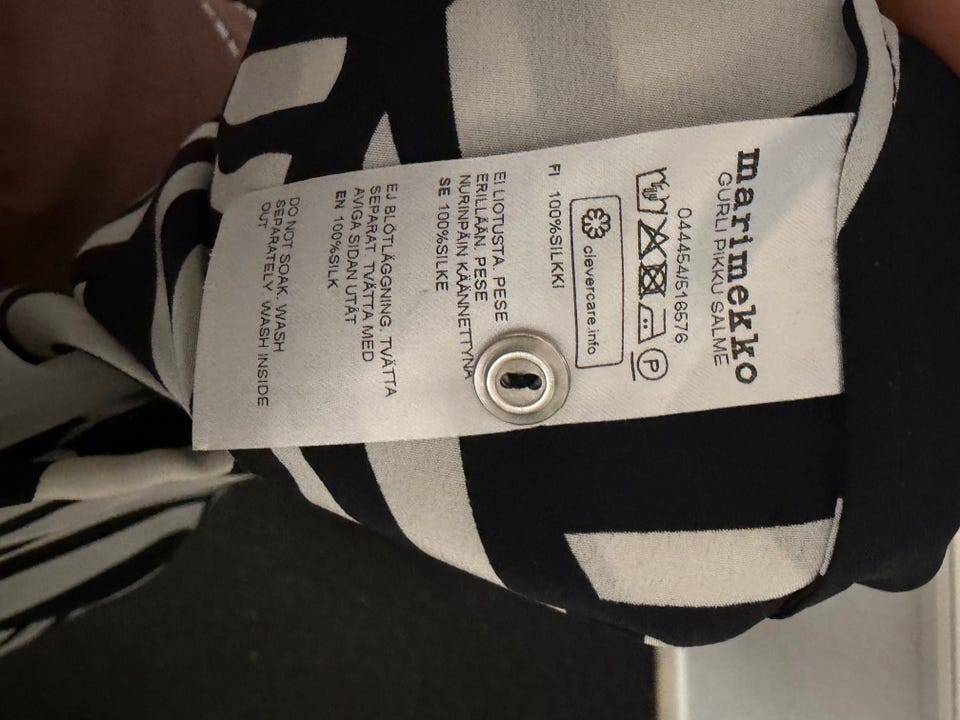 marimekko
GURLI PIKKU SALME
044454/516576
P
clevercare.info
FI 100%SILKKI
EI LIOTUSTA. PESE
ERILLÄÄN. PESE
NURINPÄIN KÄÄNNETTYNÄ
SE 100%SILKE
EJ BLÖTLÄGGNING. TVÄTTA
SEPARAT. TVÄTTA MED
AVIGA SIDAN UTÅT
EN 100%SILK
DO NOT SOAK. WASH
SEPARATELY. WASH INSIDE
OUT